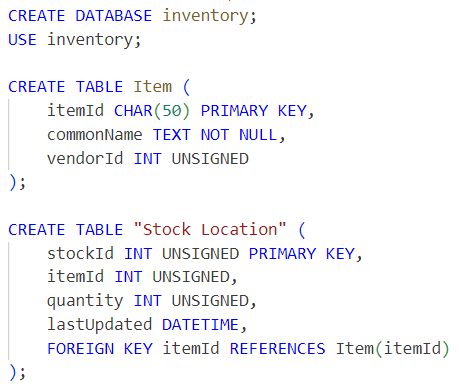 CREATE DATABASE inventory;
USE inventory;
CREATE TABLE Item (
itemId CHAR(50) PRIMARY KEY,
commonName TEXT NOT NULL,
vendorId INT UNSIGNED
);
CREATE TABLE "Stock Location" (
stockId INT UNSIGNED PRIMARY KEY,
itemId INT UNSIGNED,
quantity INT UNSIGNED,
lastUpdated DATETIME,
FOREIGN KEY itemId REFERENCES Item(itemId)
);